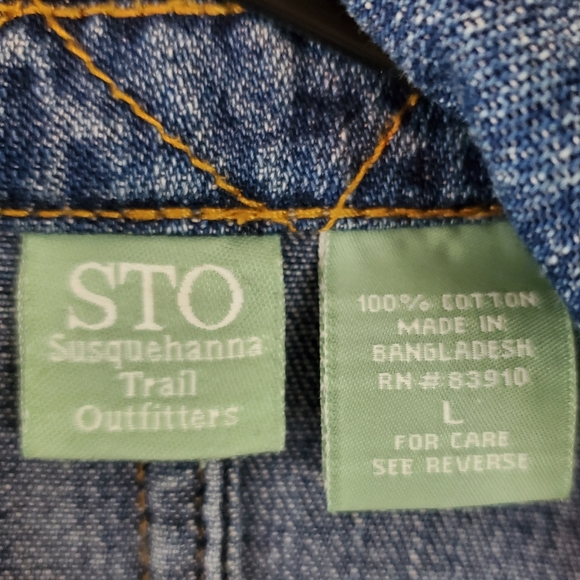 STO
Susquehanna
Trail
Outfitters
100% COTTON
MADE IN
BANGLADESH
RN# 83910
L
FOR CARE
SEE REVERSE